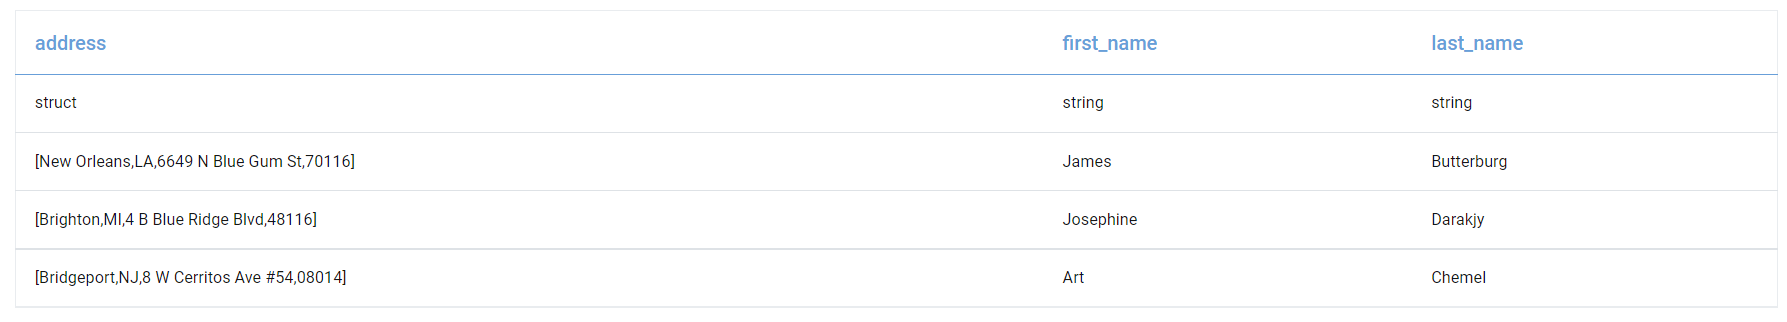 address first_name last_name
struct string string
[New Orleans,LA,6649 N Blue Gum St,70116] James Butterburg
[Brighton,MI,4 B Blue Ridge Blvd,48116] Josephine Darakjy
[Bridgeport,NJ,8 W Cerritos Ave #54,08014] Art Chemel